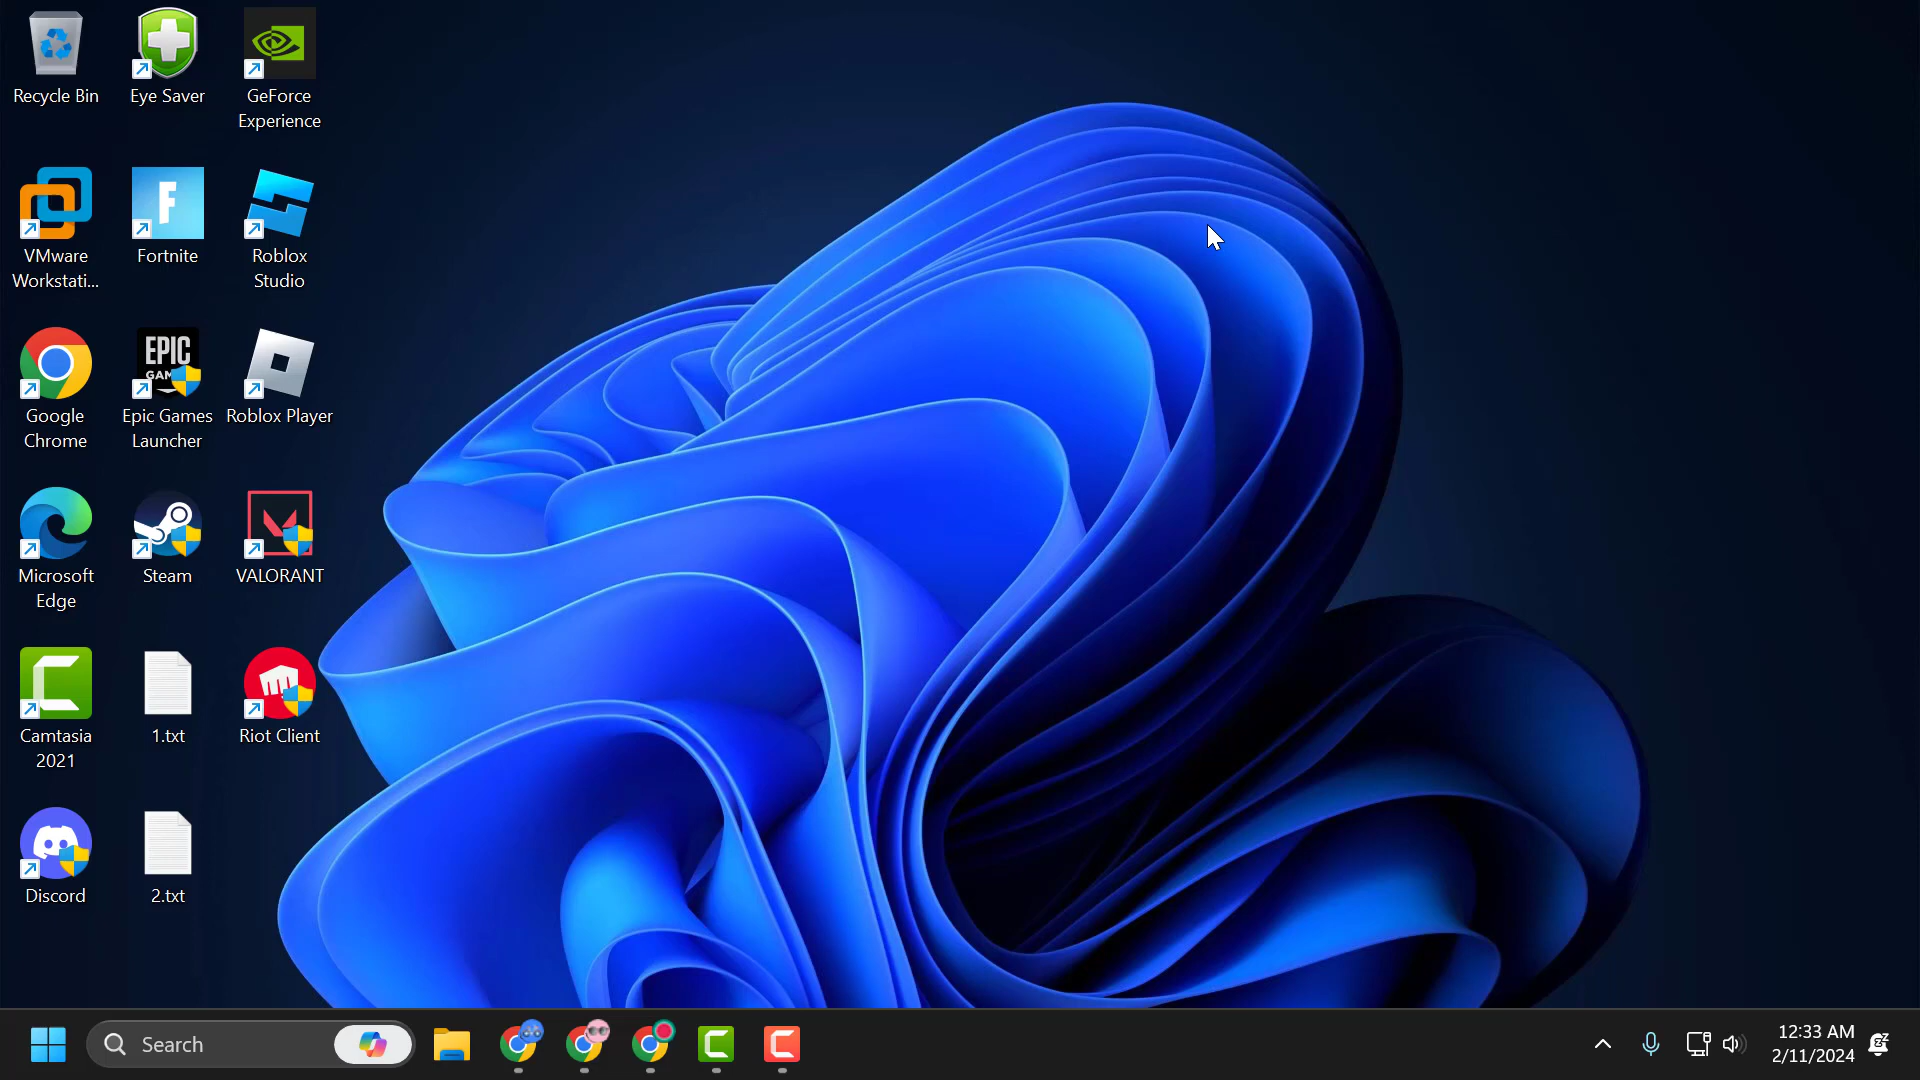 Recycle Bin
Eye Saver
GeForce
Experience
VMware
Workstati...
F
Fortnite
Roblox
Studio
Google
Chrome
EPIC
GAM
Epic Games
Launcher
Roblox Player
Microsoft
Edge
Steam
VALORANT
Camtasia
2021
1.txt
Riot Client
Discord
2.txt
Search
12:33 AM
2/11/2024